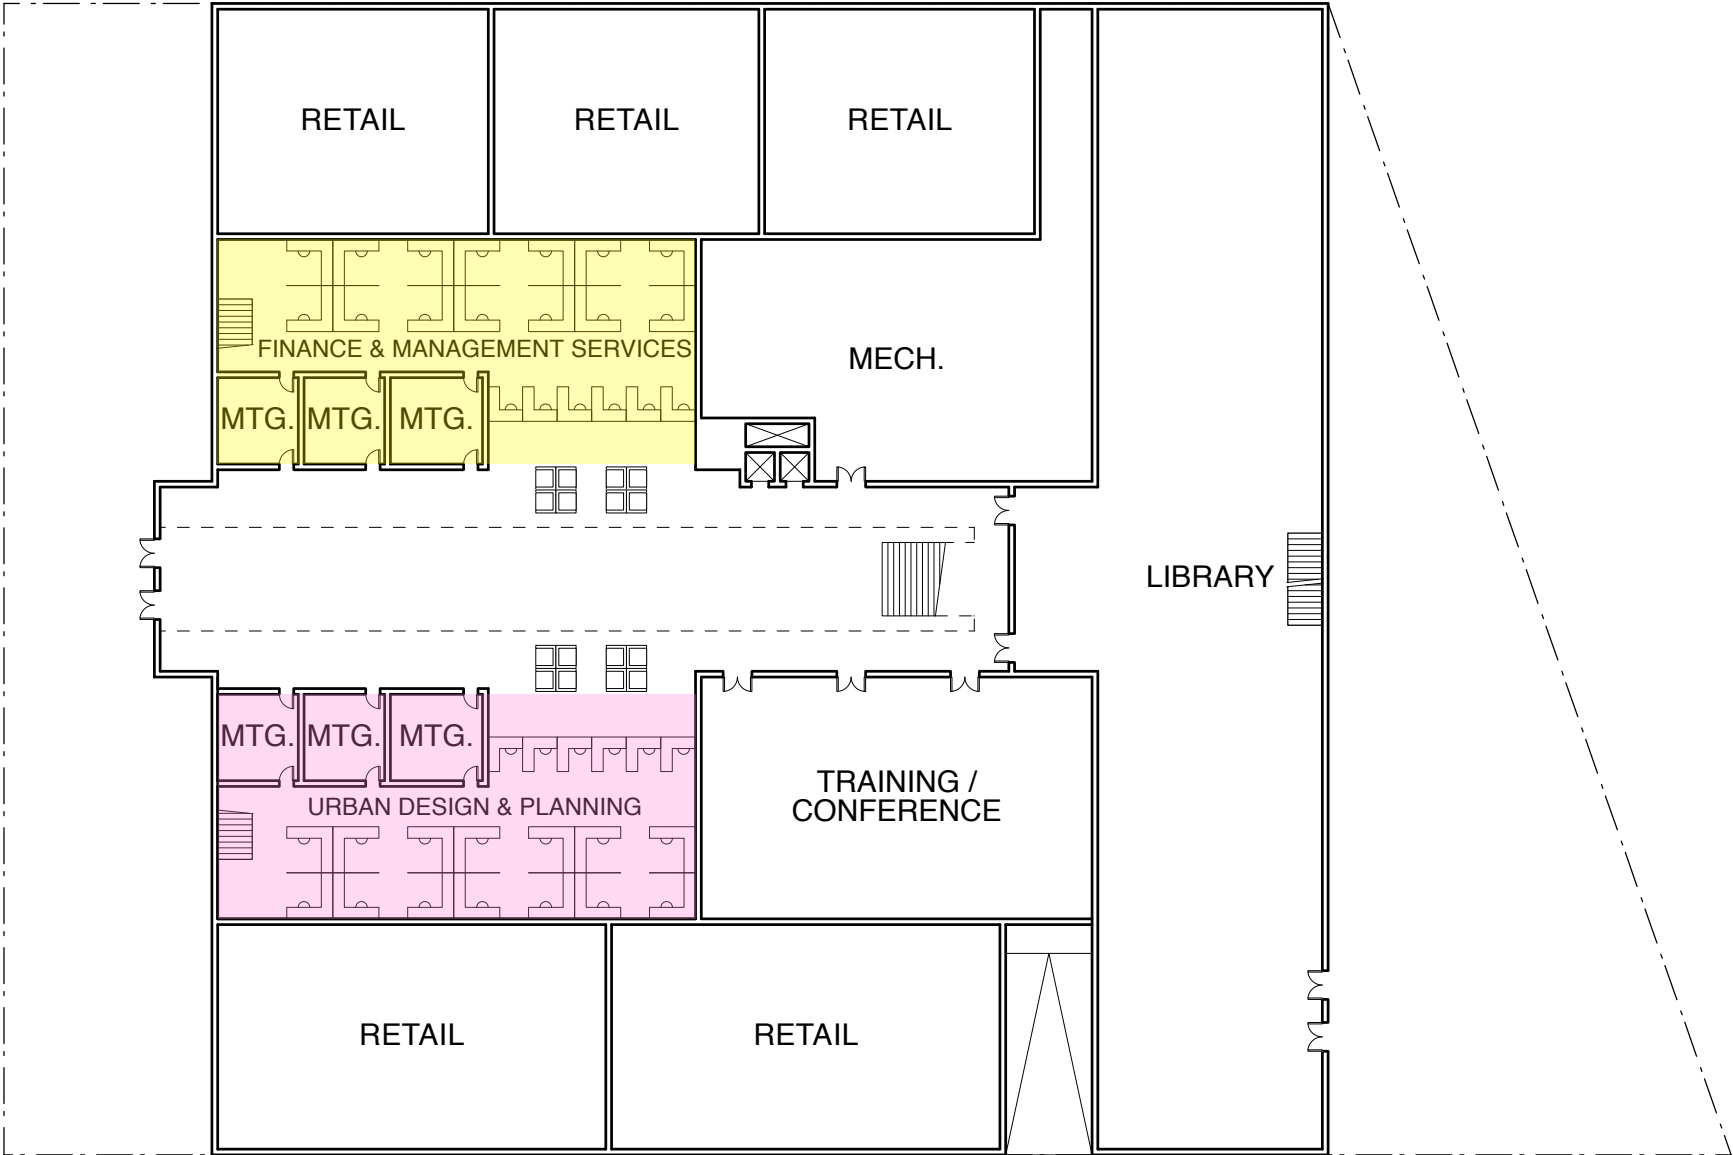 RETAIL
RETAIL
RETAIL
FINANCE & MANAGEMENT SERVICES
MECH.
MTG.
MTG.
MTG.
LIBRARY
MTG.
MTG.
MTG.
TRAINING /
CONFERENCE
URBAN DESIGN & PLANNING
RETAIL
RETAIL